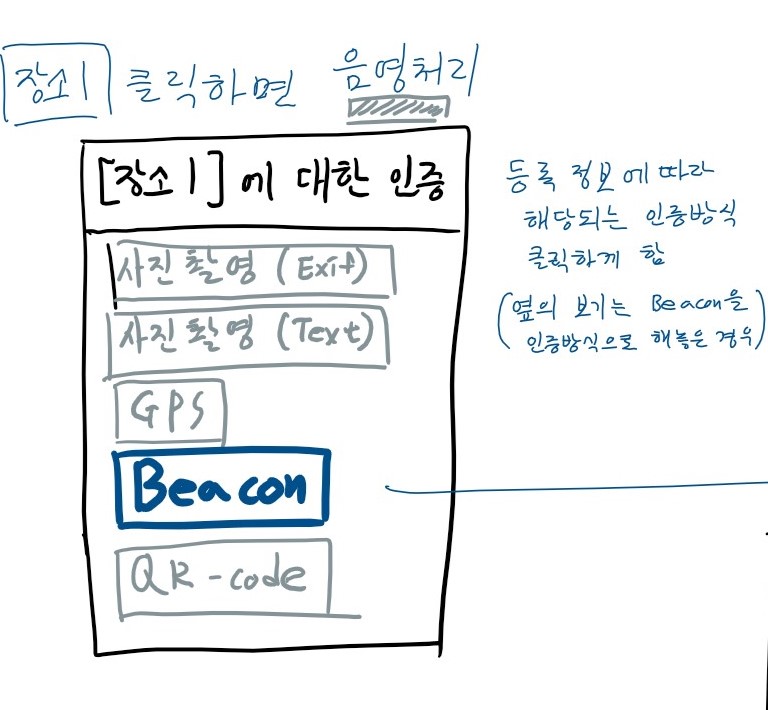 장소1 클릭하면 음영처리
[장소1]에 대한 인증
사진촬영 (Exif)
사진촬영 (Text)
GPS
Beacon
QR-code
등록 정보에 따라
해당되는 인증방식
클릭하게 함
(옆의 보기는 Beacon을
인증방식으로 해놓은 경우)